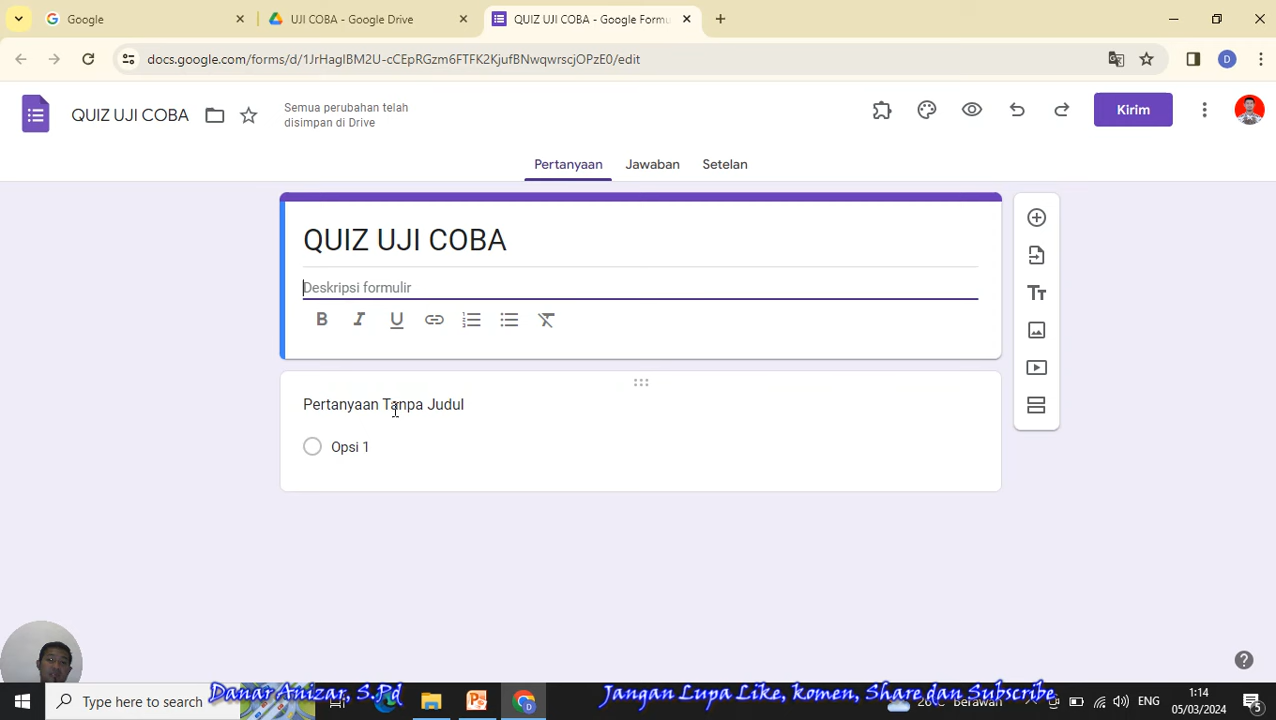 Google
UJI COBA - Google Drive
QUIZ UJI COBA - Google Formu
docs.google.com/forms/d/1JrHagIBM2U-cCEpRGzm6FTFK2KjufBNwqwrscjOPzE0/edit
D
QUIZ UJI COBA
Semua perubahan telah
disimpan di Drive
Kirim
Pertanyaan
Jawaban
Setelan
QUIZ UJI COBA
Deskripsi formulir
B I U
Pertanyaan Tanpa Judul
Opsi 1
Type here to search
Danar Anizar, S.Pd
Jangan Lupa Like, komen, Share dan Subscribe
Berawan
ENG
1:14
05/03/2024
5